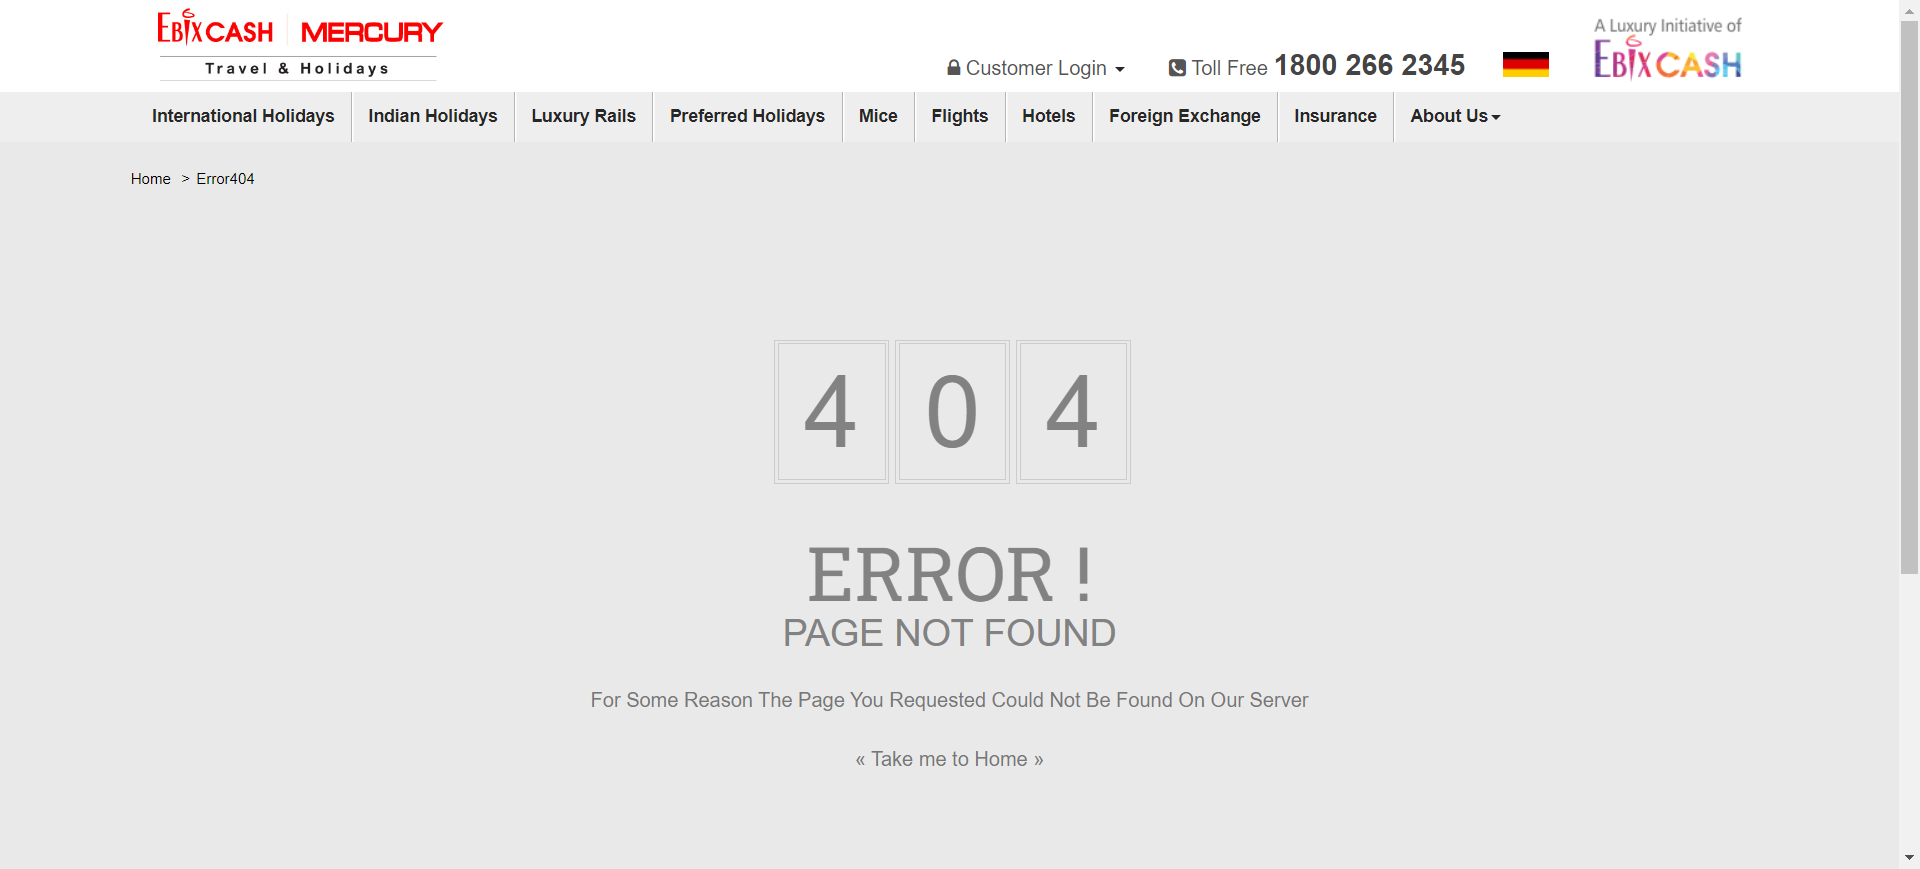 EBIXCASH MERCURY
Travel & Holidays
Customer Login
Toll Free 1800 266 2345
A Luxury Initiative of
EBIXCASH
International Holidays Indian Holidays Luxury Rails Preferred Holidays Mice Flights Hotels Foreign Exchange Insurance About Us
Home > Error404
4 0 4
ERROR !
PAGE NOT FOUND
For Some Reason The Page You Requested Could Not Be Found On Our Server
« Take me to Home »